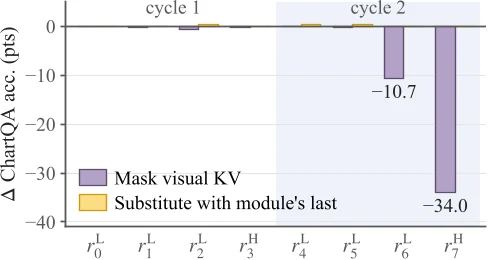 cycle 1 cycle 2
0
−10
−20
−30
−40
Δ ChartQA acc. (pts)
−10.7
−34.0
Mask visual KV
Substitute with module's last
r₀ᴸ r₁ᴸ r₂ᴸ r₃ᴴ r₄ᴸ r₅ᴸ r₆ᴸ r₇ᴴ